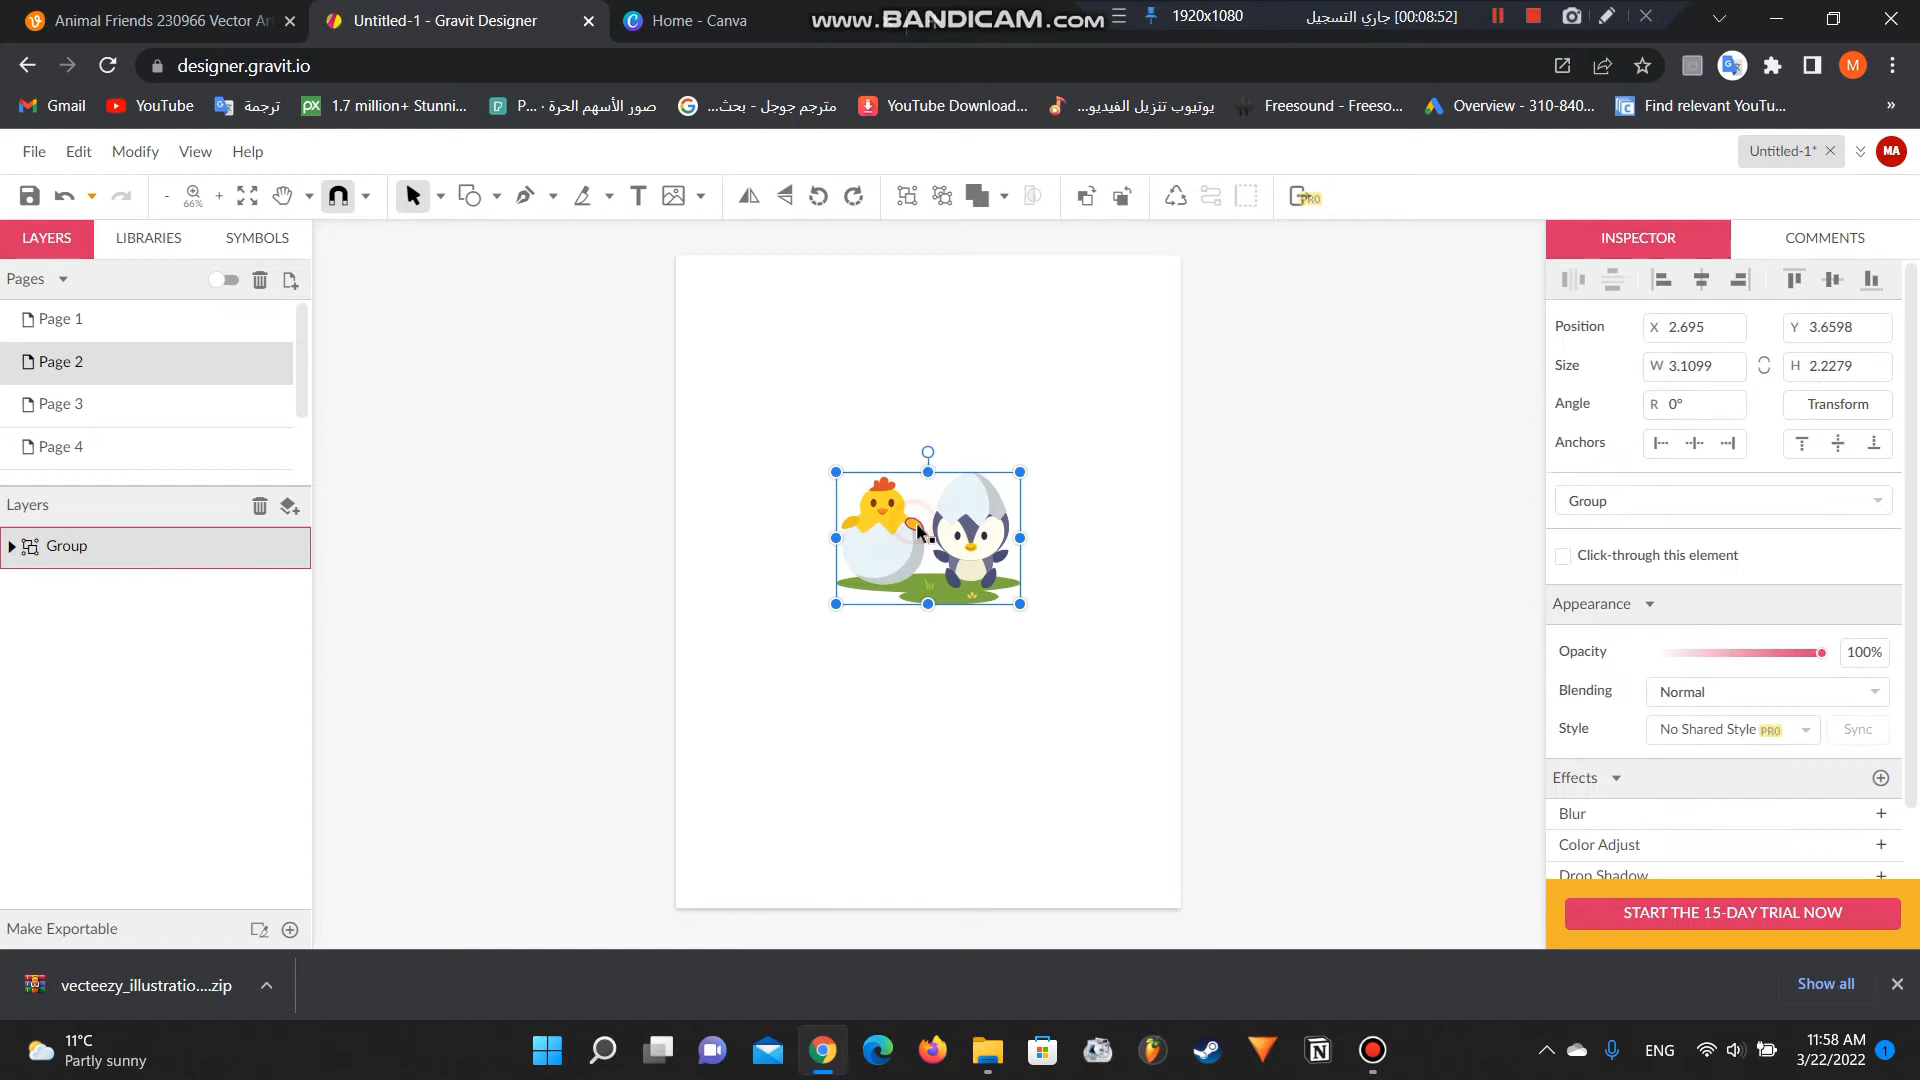 Animal Friends 230966 Vector Ar
Untitled-1 - Gravit Designer
Home - Canva
WWW.BANDICAM.COM
1920x1080
جاري التسجيل [00:08:52]
designer.gravit.io
M
Gmail
YouTube
ترجمة
1.7 million+ Stunni...
P... · صور الأسهم الحرة
مترجم جوجل - بحث...
YouTube Download...
يوتيوب تنزيل الفيديو...
Freesound - Freeso...
Overview - 310-840...
Find relevant YouTu...
»
File
Edit
Modify
View
Help
Untitled-1*
MA
66%
PRO
LAYERS
LIBRARIES
SYMBOLS
INSPECTOR
COMMENTS
Pages
Page 1
Page 2
Page 3
Page 4
Layers
Group
Make Exportable
Position
X 2.695
Y 3.6598
Size
W 3.1099
H 2.2279
Angle
R 0°
Transform
Anchors
Group
Click-through this element
Appearance
Opacity
100%
Blending
Normal
Style
No Shared Style PRO
Sync
Effects
Blur
Color Adjust
Drop Shadow
START THE 15-DAY TRIAL NOW
vecteezy_illustratio....zip
Show all
11°C
Partly sunny
ENG
11:58 AM
3/22/2022
1